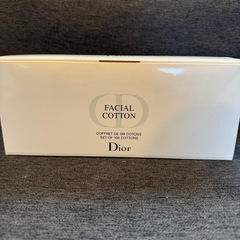 FACIAL
COTTON
COFFRET DE 100 COTONS
SET OF 100 COTTONS
Dior